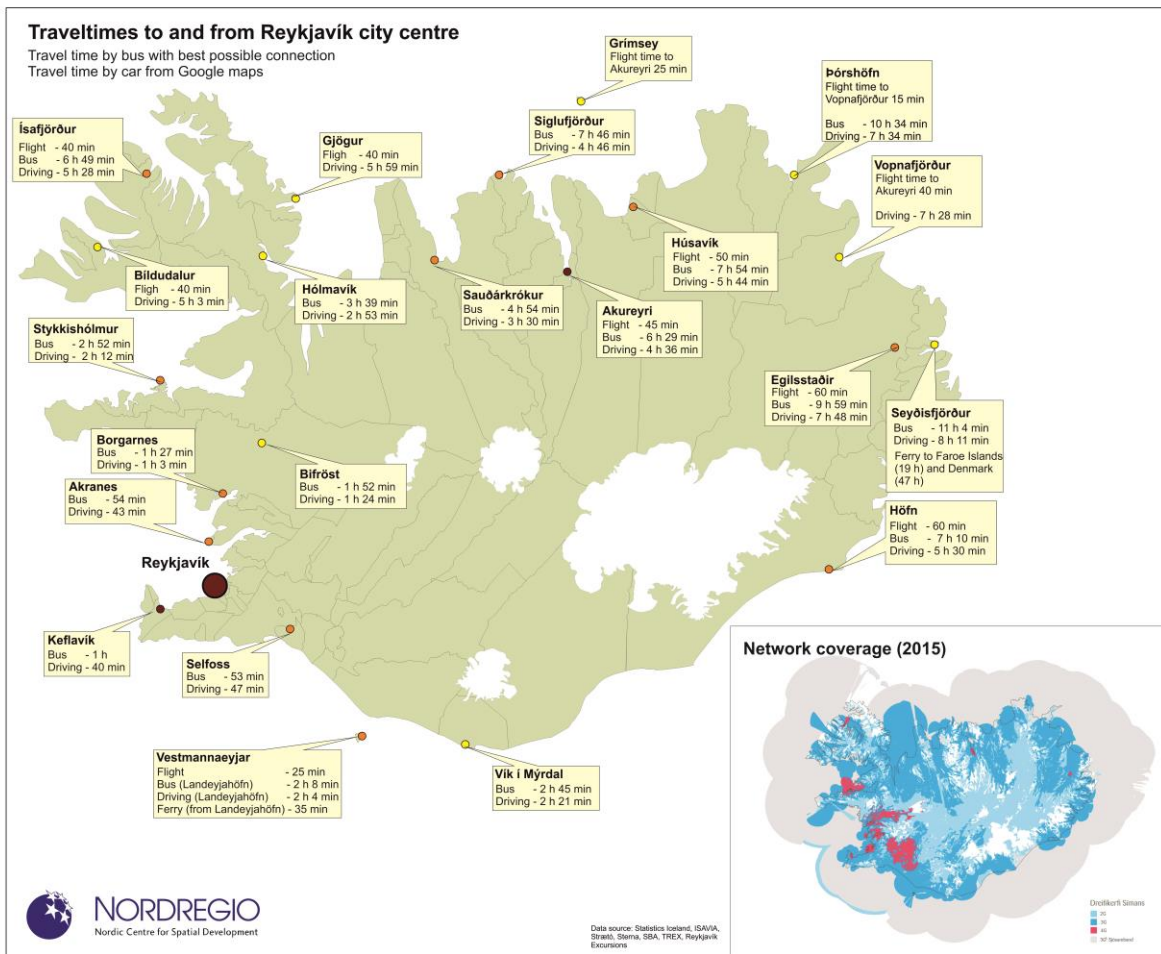 Traveltimes to and from Reykjavík city centre
Travel time by bus with best possible connection
Travel time by car from Google maps
Grímsey
Flight time to
Akureyri 25 min
Þórshöfn
Flight time to
Vopnafjörður 15 min
Bus - 10 h 34 min
Driving - 7 h 34 min
Ísafjörður
Flight - 40 min
Bus - 6 h 49 min
Driving - 5 h 28 min
Gjögur
Fligh - 40 min
Driving - 5 h 59 min
Siglufjörður
Bus - 7 h 46 min
Driving - 4 h 46 min
Vopnafjörður
Flight time to
Akureyri 40 min
Driving - 7 h 28 min
Bíldudalur
Fligh - 40 min
Driving - 5 h 3 min
Hólmavík
Bus - 3 h 39 min
Driving - 2 h 53 min
Sauðárkrókur
Bus - 4 h 54 min
Driving - 3 h 30 min
Akureyri
Flight - 45 min
Bus - 6 h 29 min
Driving - 4 h 36 min
Húsavík
Flight - 50 min
Bus - 7 h 54 min
Driving - 5 h 44 min
Stykkishólmur
Bus - 2 h 52 min
Driving - 2 h 12 min
Egilsstaðir
Flight - 60 min
Bus - 9 h 59 min
Driving - 7 h 48 min
Seyðisfjörður
Bus - 11 h 4 min
Driving - 8 h 11 min
Ferry to Faroe Islands
(19 h) and Denmark
(47 h)
Borgarnes
Bus - 1 h 27 min
Driving - 1 h 3 min
Bifröst
Bus - 1 h 52 min
Driving - 1 h 24 min
Akranes
Bus - 54 min
Driving - 43 min
Höfn
Flight - 60 min
Bus - 7 h 10 min
Driving - 5 h 30 min
Reykjavík
Keflavík
Bus - 1 h
Driving - 40 min
Selfoss
Bus - 53 min
Driving - 47 min
Vestmannaeyjar
Flight - 25 min
Bus (Landeyjahöfn) - 2 h 8 min
Driving (Landeyjahöfn) - 2 h 4 min
Ferry (from Landeyjahöfn) - 35 min
Vík í Mýrdal
Bus - 2 h 45 min
Driving - 2 h 21 min
Network coverage (2015)
Dreifikerfi Símans
2G
3G
4G
NORDREGIO
Nordic Centre for Spatial Development
Data source: Statistics Iceland, ISAVIA,
Strætó, Sterna, SBA, TREX, Reykjavík
Excursions